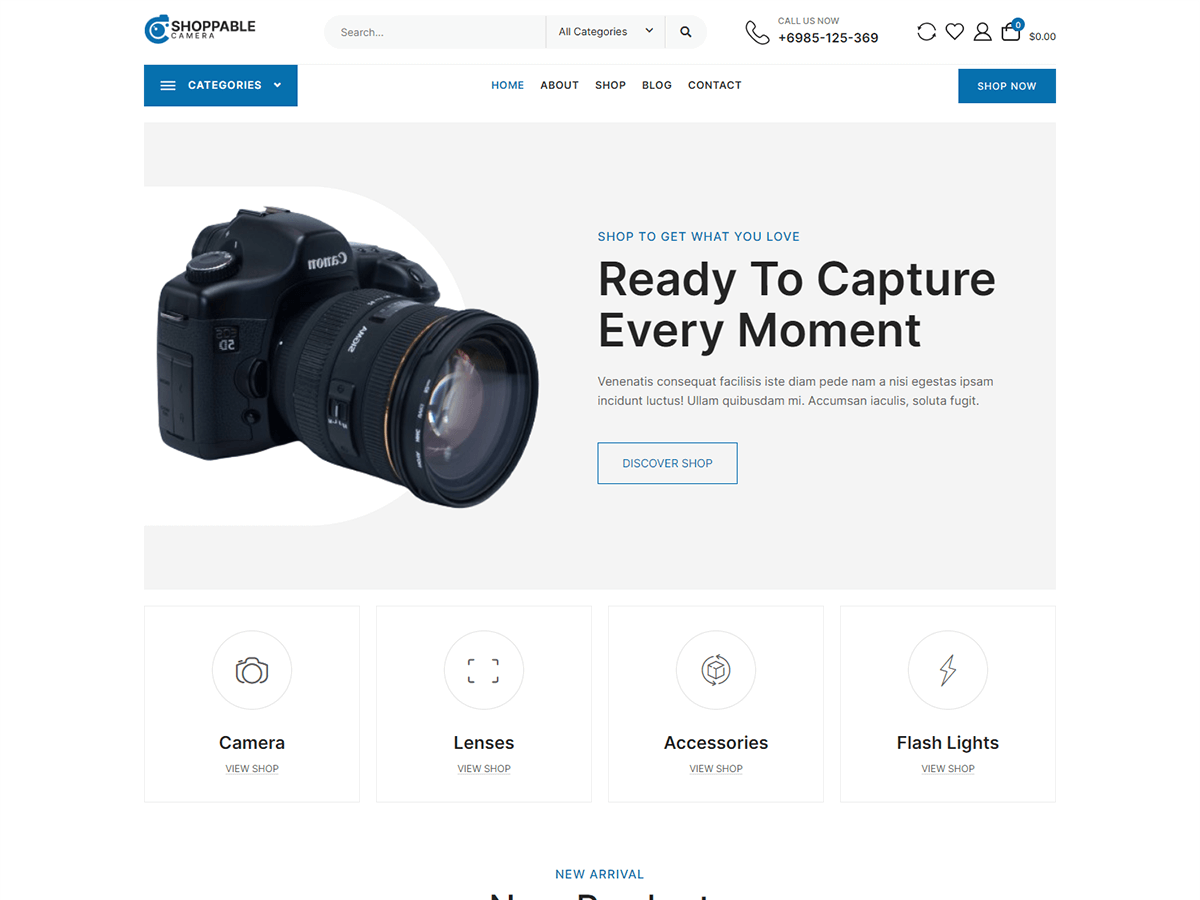 SHOPPABLE
CAMERA
Search...
All Categories
CALL US NOW
+6985-125-369
0
$0.00
CATEGORIES
HOME
ABOUT
SHOP
BLOG
CONTACT
SHOP NOW
SHOP TO GET WHAT YOU LOVE
Ready To Capture
Every Moment
Venenatis consequat facilisis iste diam pede nam a nisi egestas ipsam
incidunt luctus! Ullam quibusdam mi. Accumsan iaculis, soluta fugit.
DISCOVER SHOP
Canon
EOS
5D
SIGMA
Camera
VIEW SHOP
Lenses
VIEW SHOP
Accessories
VIEW SHOP
Flash Lights
VIEW SHOP
NEW ARRIVAL